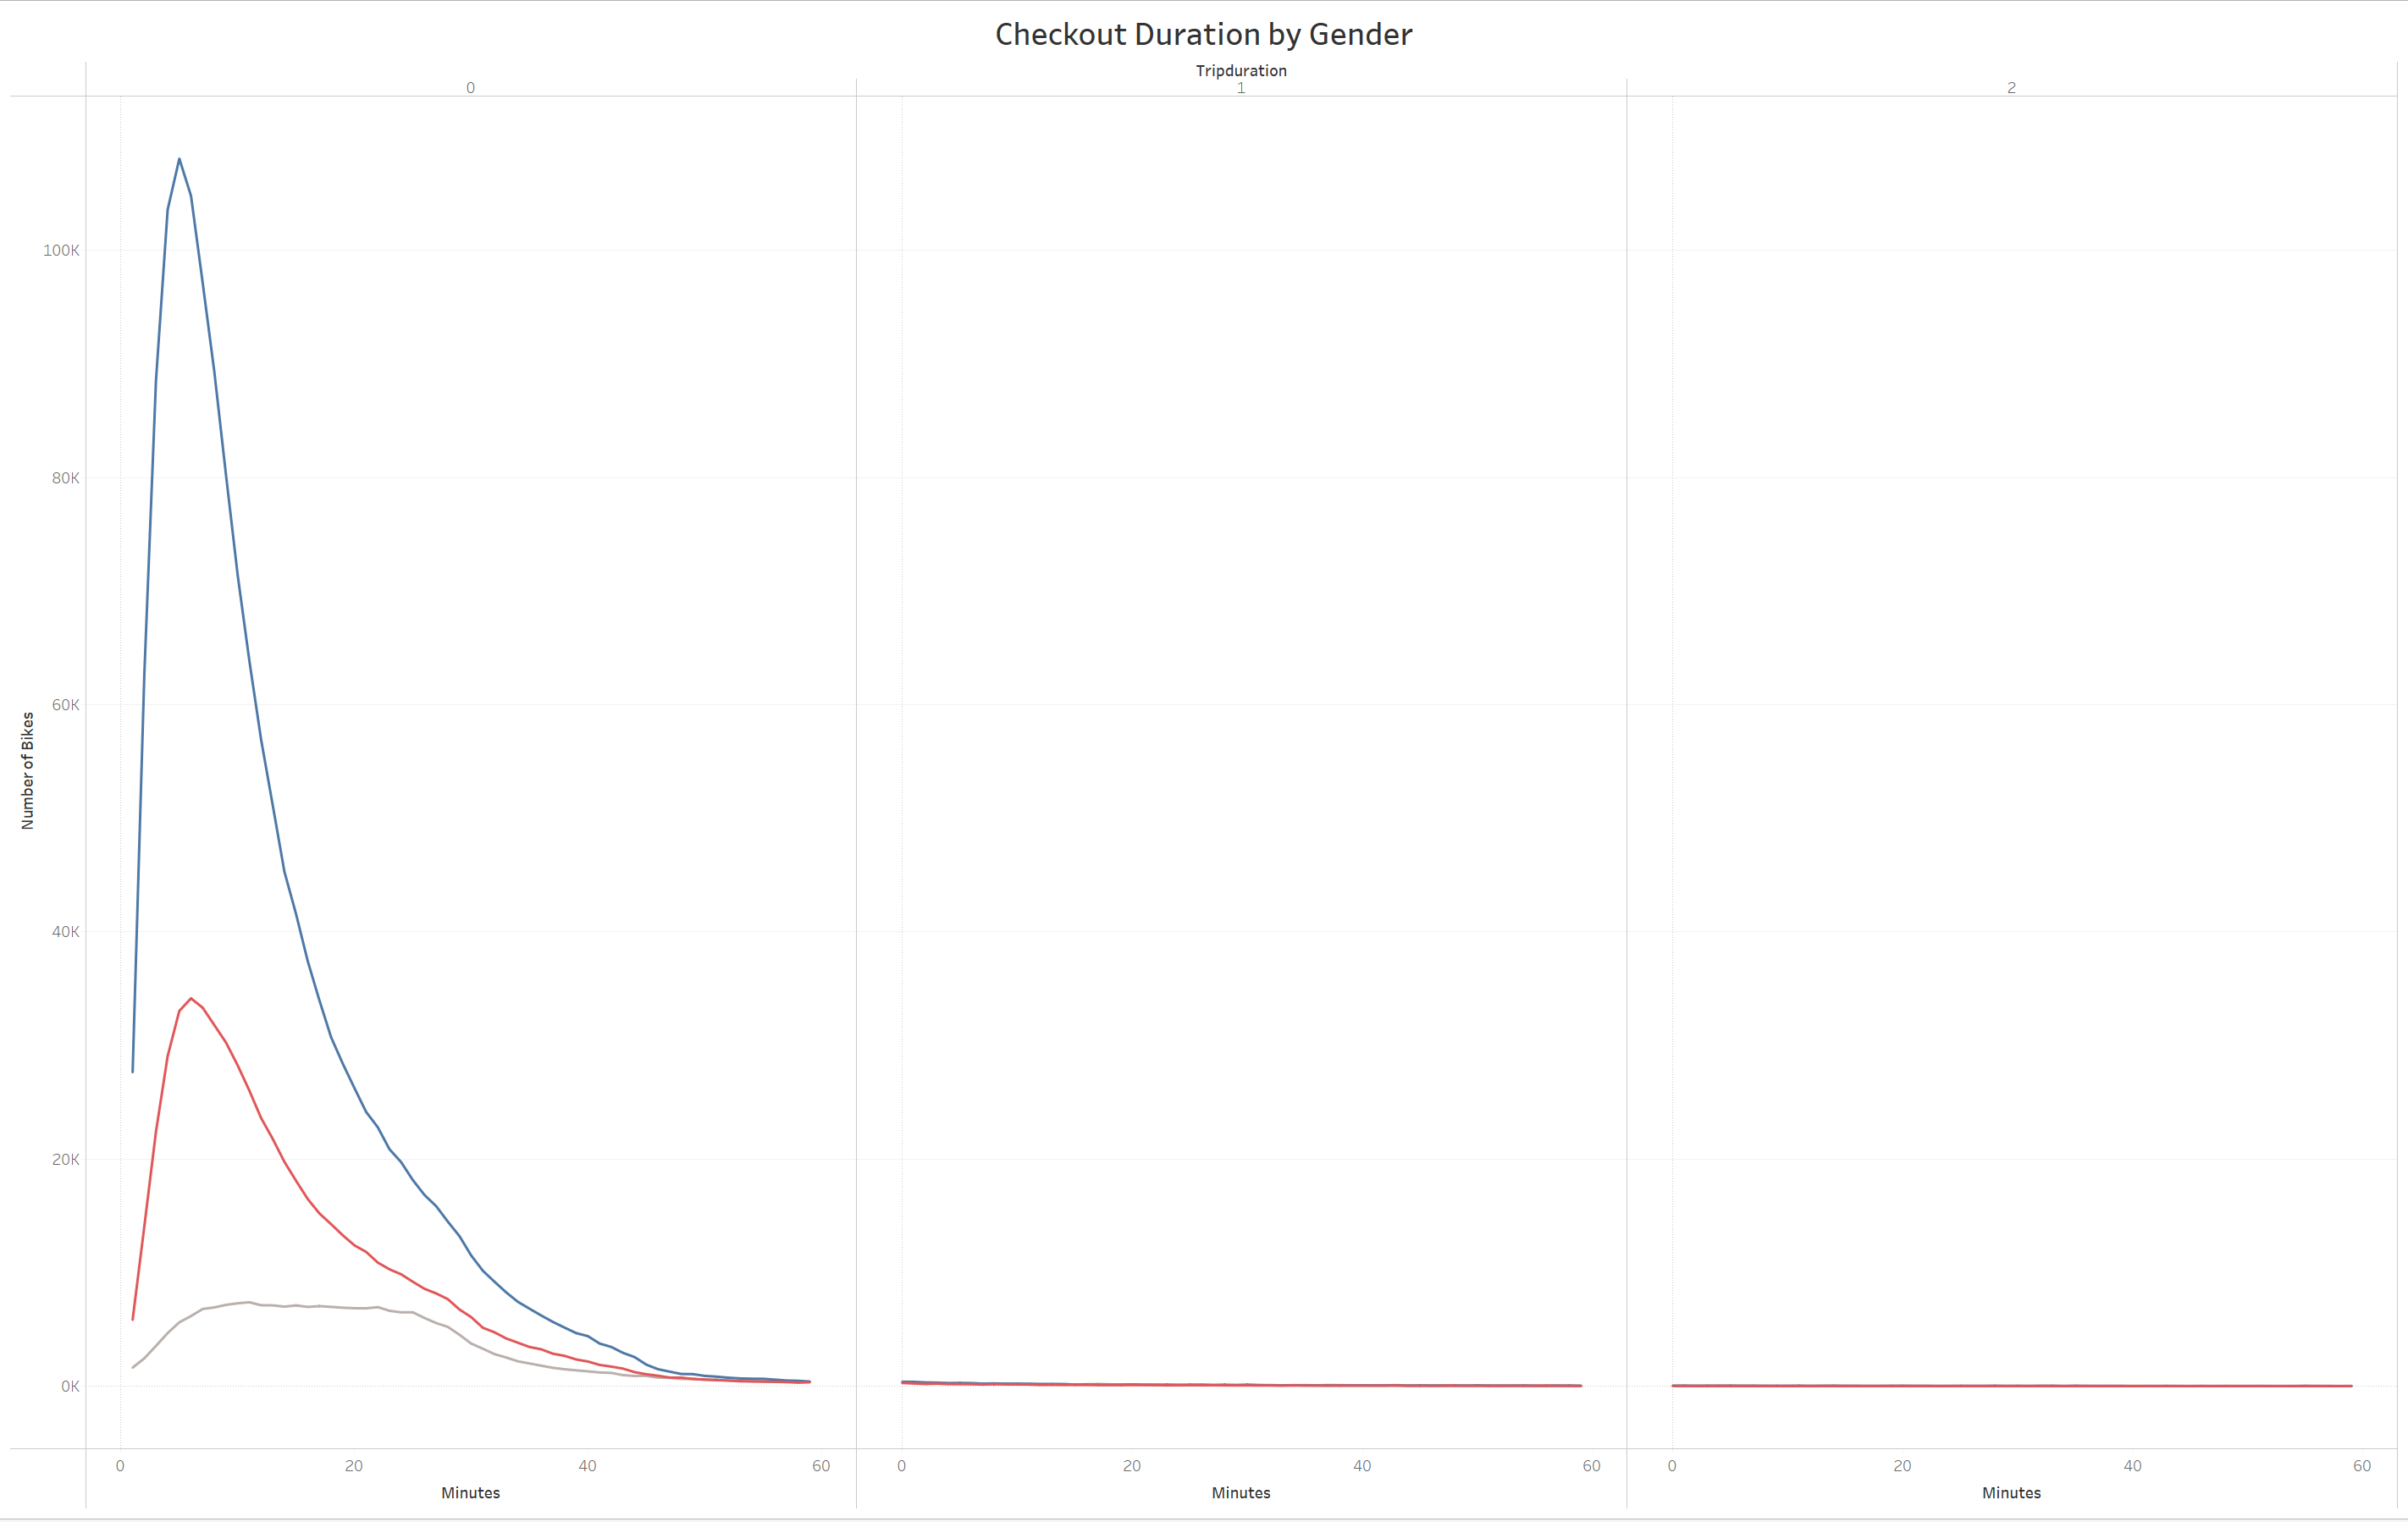 Checkout Duration by Gender
Tripduration
0 1 2
100K
80K
60K
40K
20K
0K
Number of Bikes
0 20 40 60 0 20 40 60 0 20 40 60
Minutes Minutes Minutes